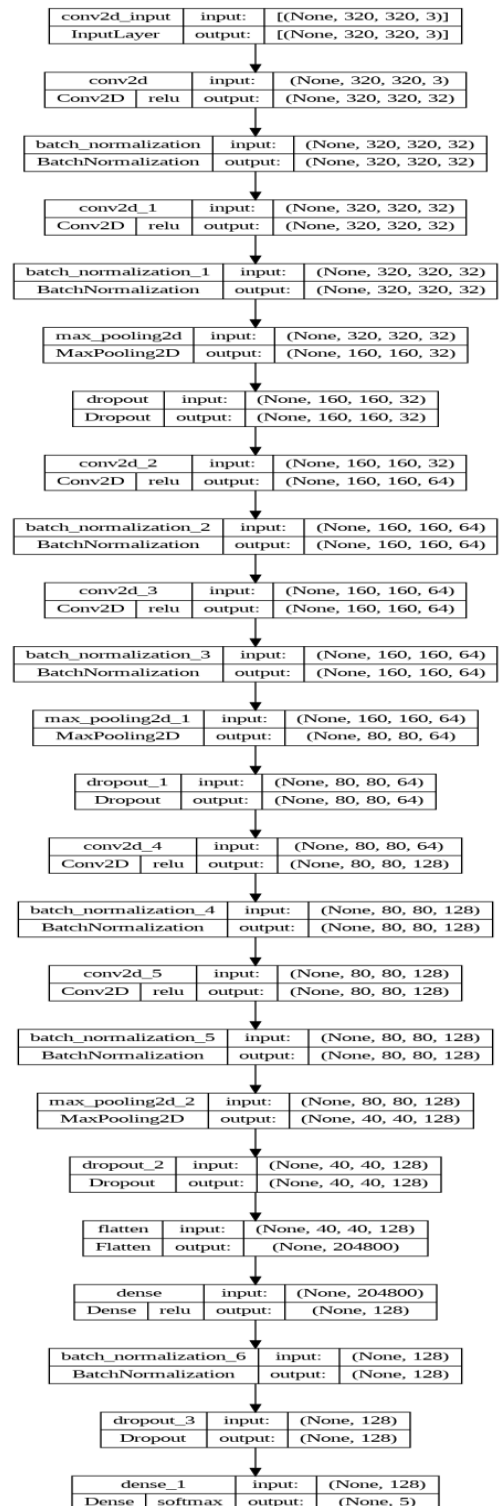 conv2d_input input: [(None, 320, 320, 3)]
InputLayer output: [(None, 320, 320, 3)]
conv2d input: (None, 320, 320, 3)
Conv2D relu output: (None, 320, 320, 32)
batch_normalization input: (None, 320, 320, 32)
BatchNormalization output: (None, 320, 320, 32)
conv2d_1 input: (None, 320, 320, 32)
Conv2D relu output: (None, 320, 320, 32)
batch_normalization_1 input: (None, 320, 320, 32)
BatchNormalization output: (None, 320, 320, 32)
max_pooling2d input: (None, 320, 320, 32)
MaxPooling2D output: (None, 160, 160, 32)
dropout input: (None, 160, 160, 32)
Dropout output: (None, 160, 160, 32)
conv2d_2 input: (None, 160, 160, 32)
Conv2D relu output: (None, 160, 160, 64)
batch_normalization_2 input: (None, 160, 160, 64)
BatchNormalization output: (None, 160, 160, 64)
conv2d_3 input: (None, 160, 160, 64)
Conv2D relu output: (None, 160, 160, 64)
batch_normalization_3 input: (None, 160, 160, 64)
BatchNormalization output: (None, 160, 160, 64)
max_pooling2d_1 input: (None, 160, 160, 64)
MaxPooling2D output: (None, 80, 80, 64)
dropout_1 input: (None, 80, 80, 64)
Dropout output: (None, 80, 80, 64)
conv2d_4 input: (None, 80, 80, 64)
Conv2D relu output: (None, 80, 80, 128)
batch_normalization_4 input: (None, 80, 80, 128)
BatchNormalization output: (None, 80, 80, 128)
conv2d_5 input: (None, 80, 80, 128)
Conv2D relu output: (None, 80, 80, 128)
batch_normalization_5 input: (None, 80, 80, 128)
BatchNormalization output: (None, 80, 80, 128)
max_pooling2d_2 input: (None, 80, 80, 128)
MaxPooling2D output: (None, 40, 40, 128)
dropout_2 input: (None, 40, 40, 128)
Dropout output: (None, 40, 40, 128)
flatten input: (None, 40, 40, 128)
Flatten output: (None, 204800)
dense input: (None, 204800)
Dense relu output: (None, 128)
batch_normalization_6 input: (None, 128)
BatchNormalization output: (None, 128)
dropout_3 input: (None, 128)
Dropout output: (None, 128)
dense_1 input: (None, 128)
Dense softmax output: (None, 5)